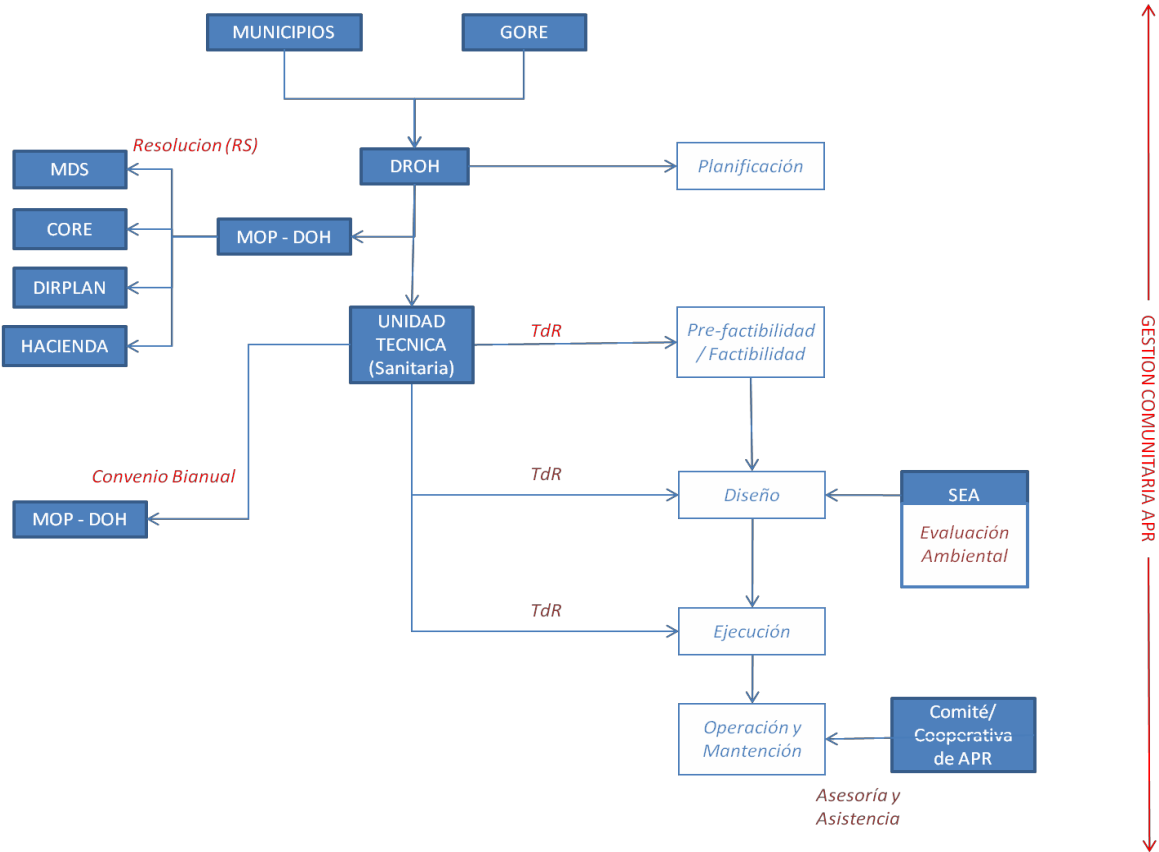 MUNICIPIOS
GORE
Resolucion (RS)
MDS
DROH
Planificación
CORE
MOP - DOH
DIRPLAN
HACIENDA
UNIDAD
TECNICA
(Sanitaria)
TdR
Pre-factibilidad
/ Factibilidad
GESTION COMUNITARIA APR
Convenio Bianual
MOP - DOH
TdR
Diseño
SEA
Evaluación
Ambiental
TdR
Ejecución
Operación y
Mantención
Comité/
Cooperativa
de APR
Asesoría y
Asistencia